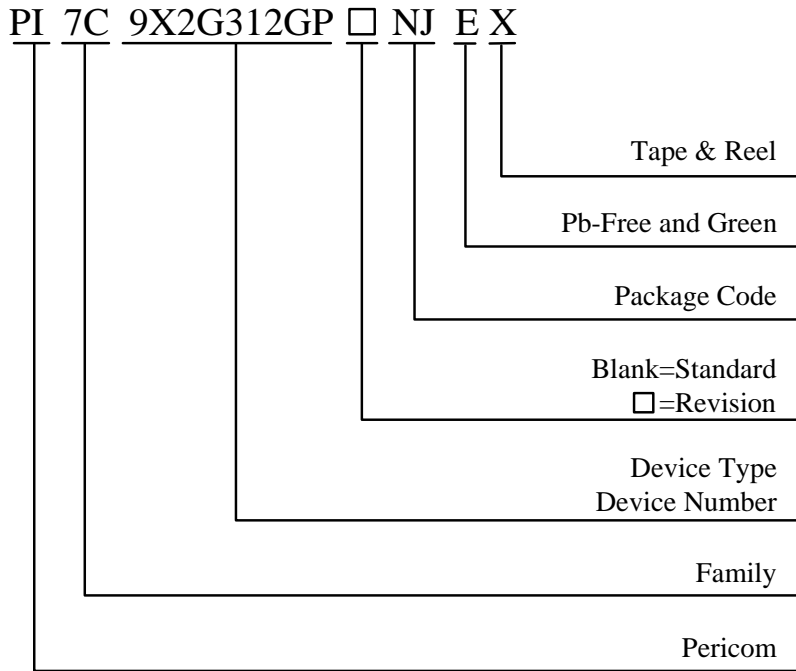 PI 7C 9X2G312GP □ NJ E X
Tape & Reel
Pb-Free and Green
Package Code
Blank=Standard
□=Revision
Device Type
Device Number
Family
Pericom